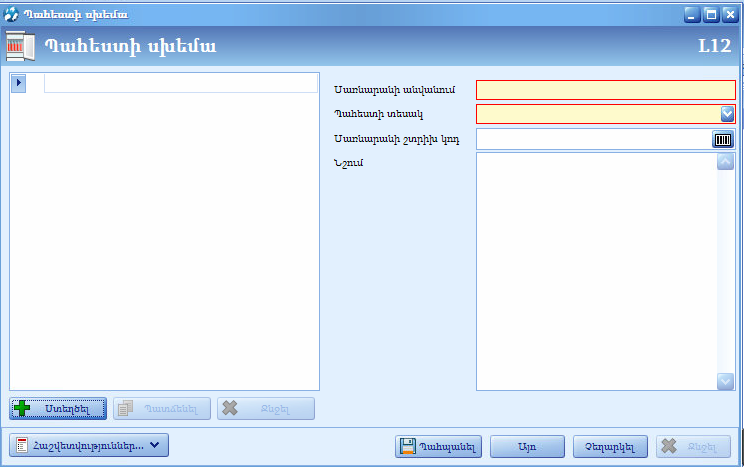 Պահեստի սխեմա
Պահեստի սխեմա
L12
Սառնարանի անվանում
Պահեստի տեսակ
Սառնարանի շտրիխ կոդ
Նշում
Ստեղծել
Պատճենել
Ջնջել
Հաշվետվություններ...
Պահպանել
Այո
Չեղարկել
Ջնջել